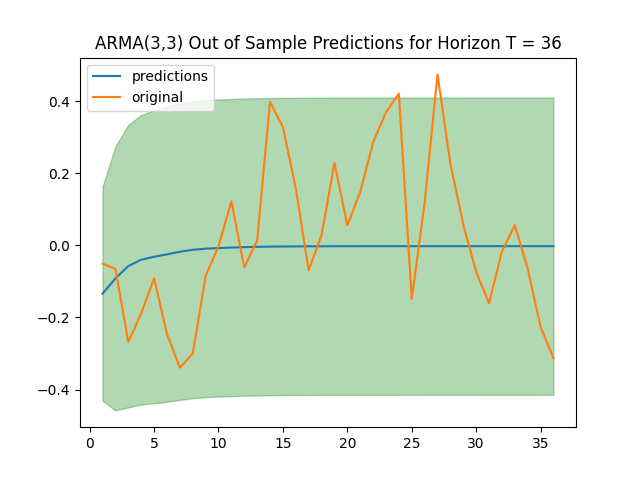 ARMA(3,3) Out of Sample Predictions for Horizon T = 36
predictions
original
0.4
0.2
0.0
−0.2
−0.4
0 5 10 15 20 25 30 35